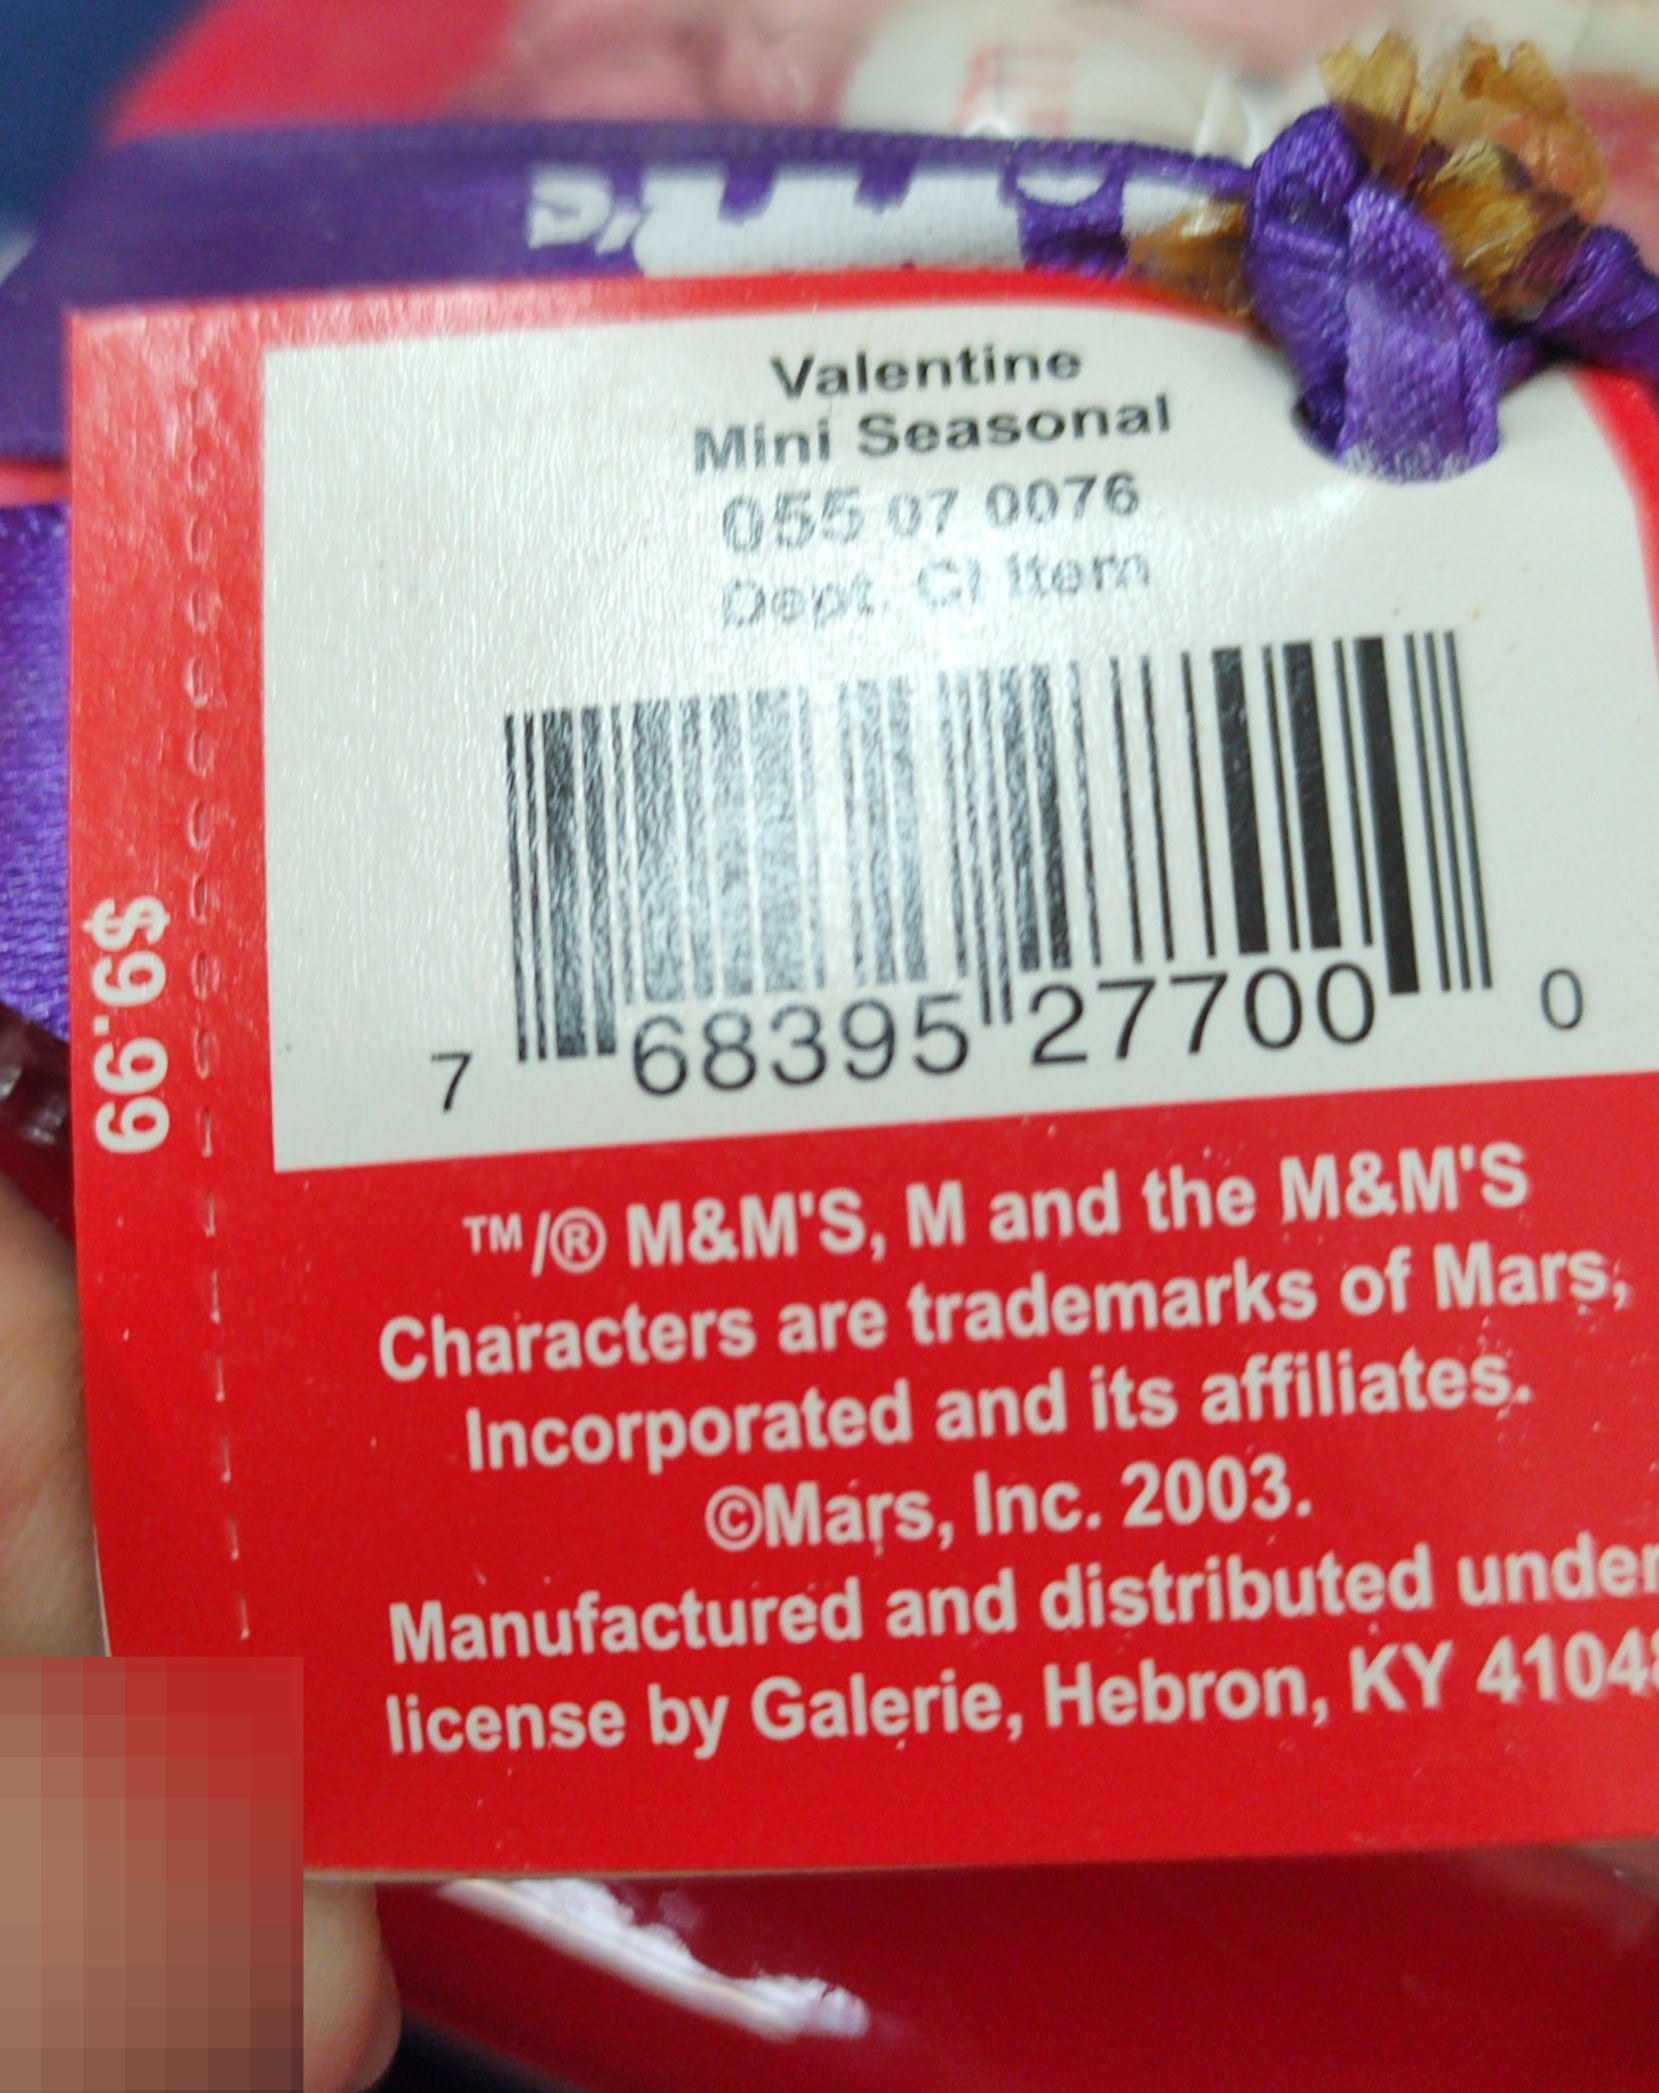 Valentine
Mini Seasonal
055 07 0076
Dept. Cl Item
7 68395 27700 0
$9.99
™/® M&M'S, M and the M&M'S
Characters are trademarks of Mars,
Incorporated and its affiliates.
©Mars, Inc. 2003.
Manufactured and distributed under
license by Galerie, Hebron, KY 41048